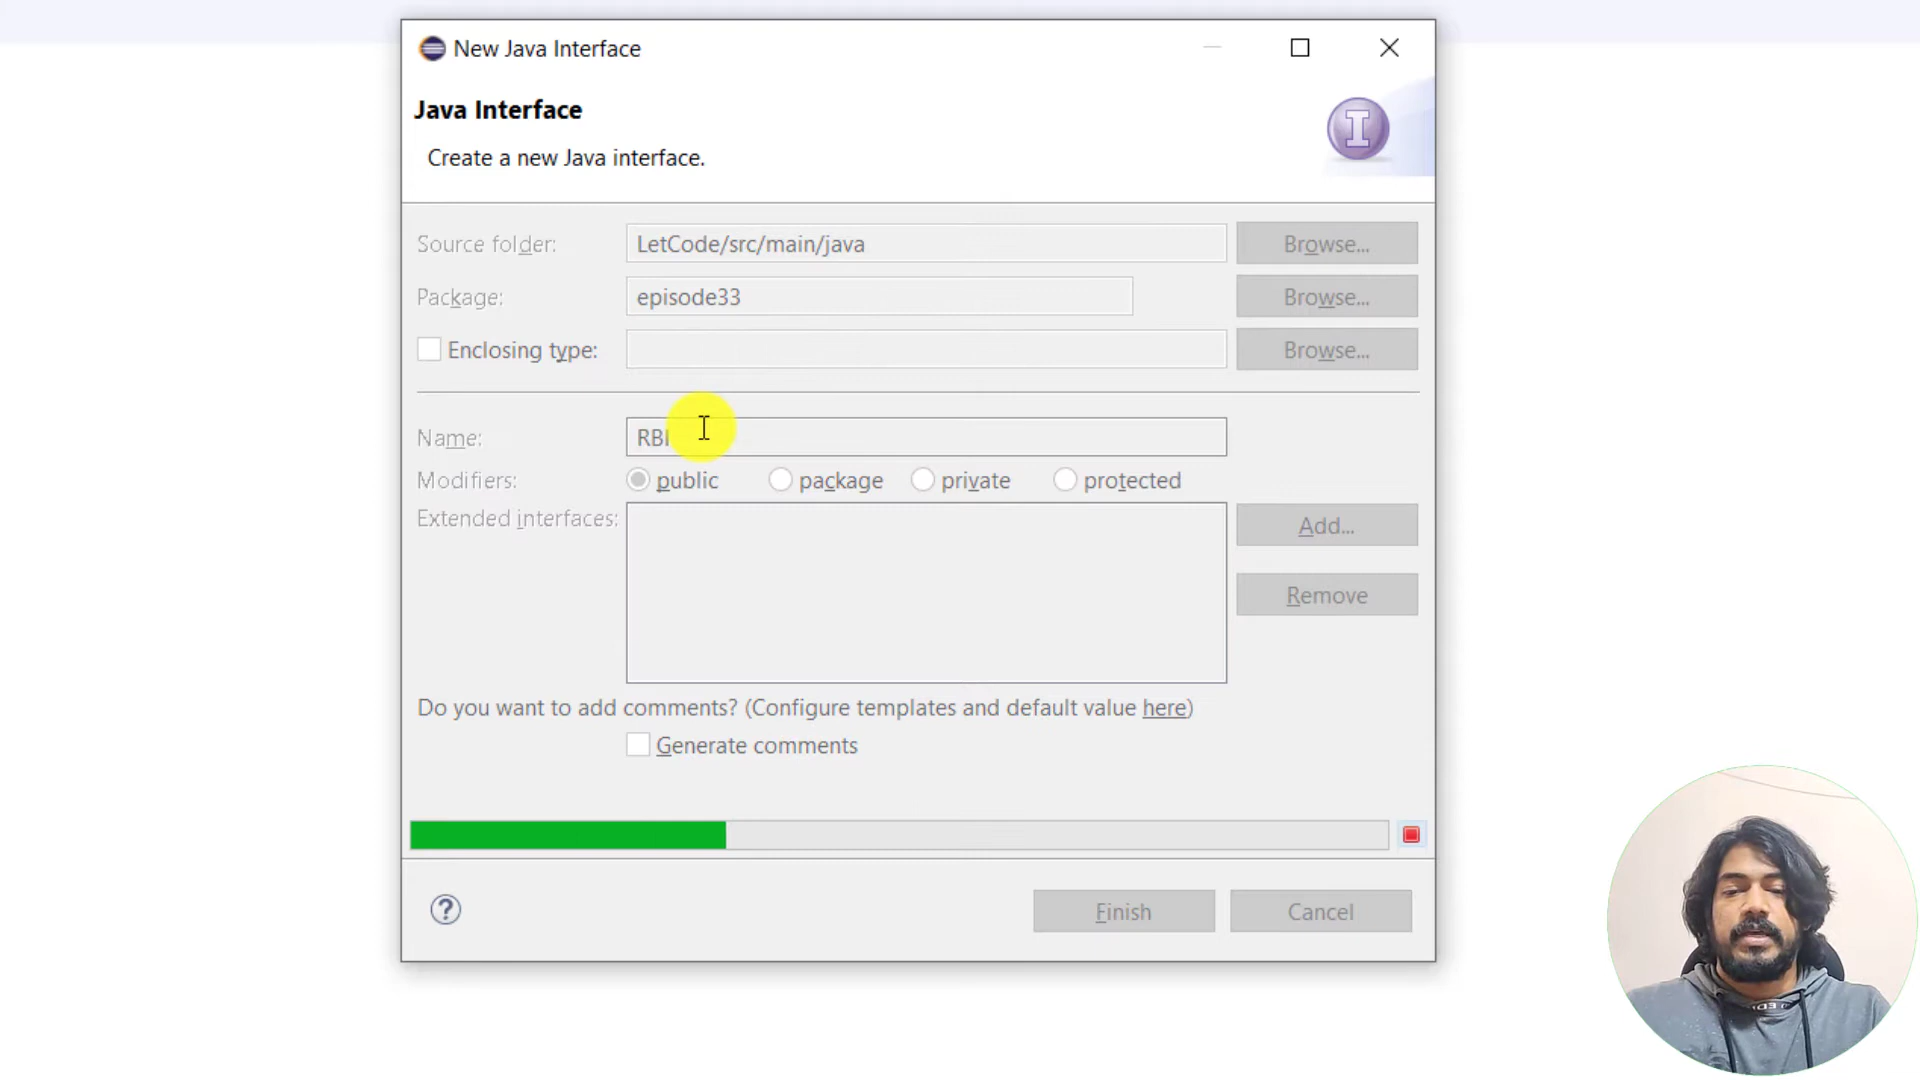 New Java Interface
Java Interface
Create a new Java interface.
Source folder: LetCode/src/main/java Browse...
Package: episode33 Browse...
Enclosing type: Browse...
Name: RBI
Modifiers: public package private protected
Extended interfaces: Add...
Remove
Do you want to add comments? (Configure templates and default value here)
Generate comments
? Finish Cancel